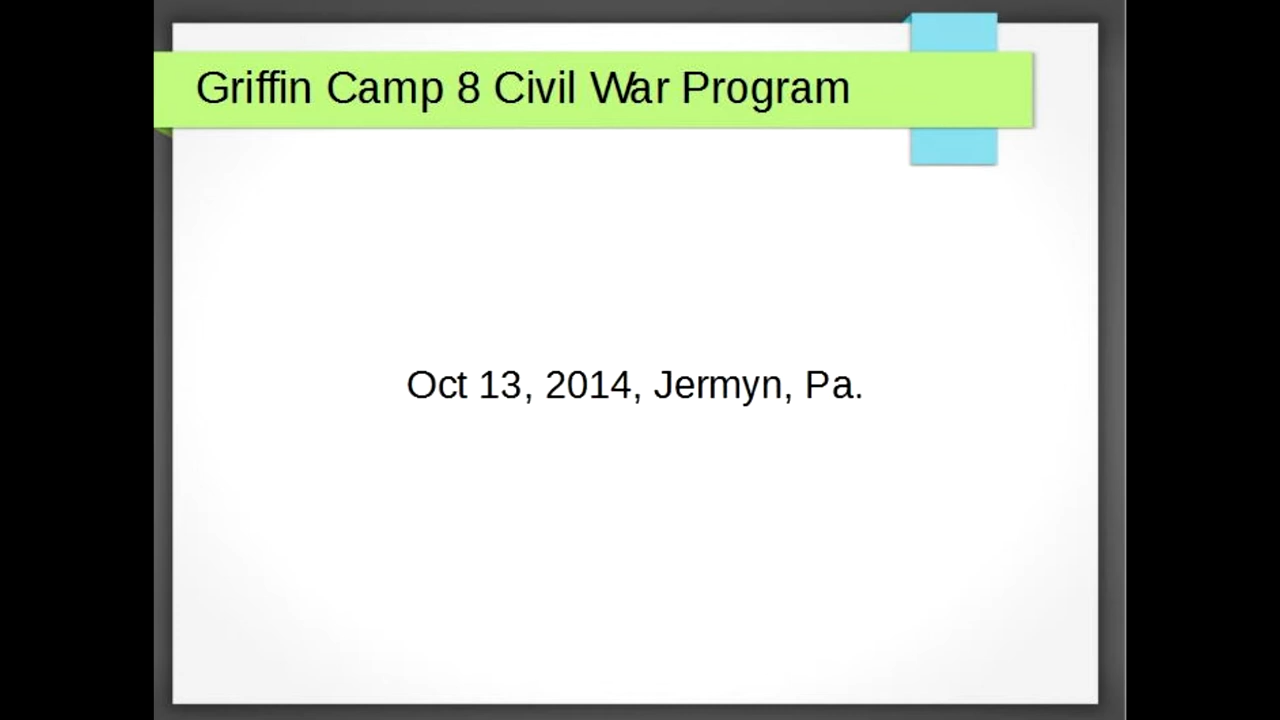 Griffin Camp 8 Civil War Program
Oct 13, 2014, Jermyn, Pa.